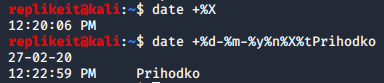 replikeit@kali:~$ date +%X
12:20:06 PM
replikeit@kali:~$ date +%d-%m-%y%n%X%tPrihodko
27-02-20
12:22:59 PM     Prihodko